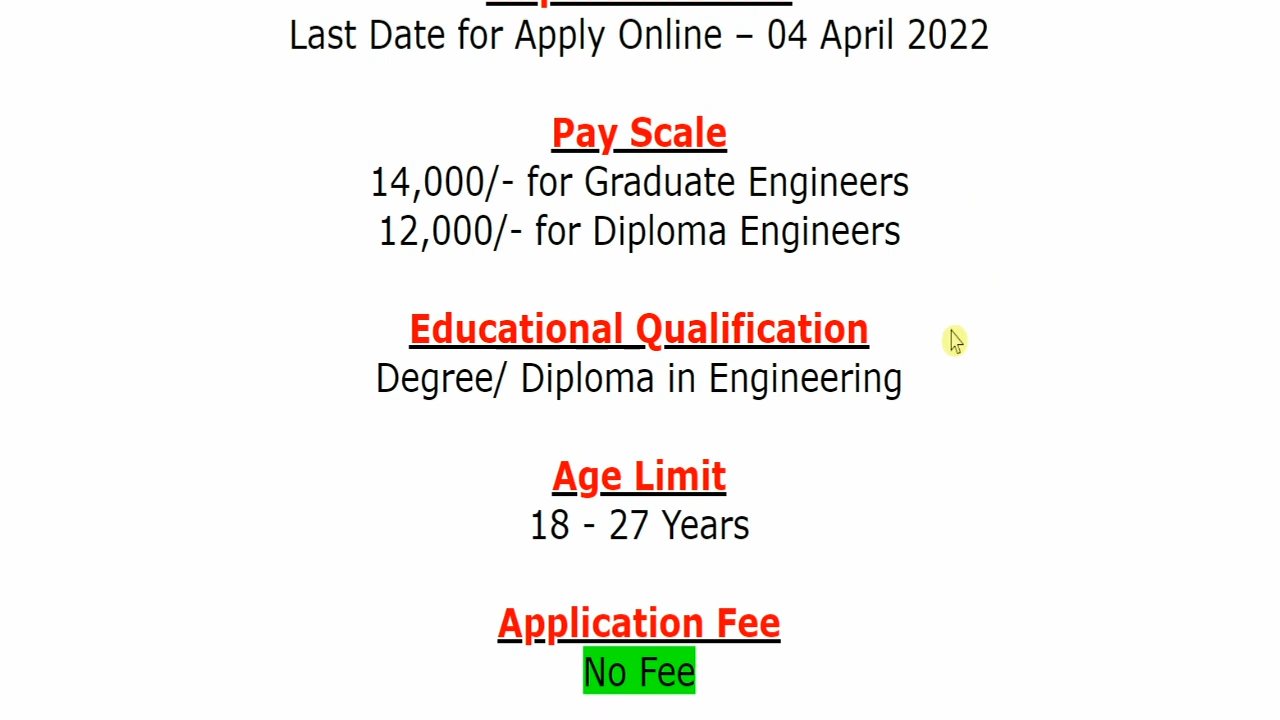 Last Date for Apply Online – 04 April 2022
Pay Scale
14,000/- for Graduate Engineers
12,000/- for Diploma Engineers
Educational Qualification
Degree/ Diploma in Engineering
Age Limit
18 - 27 Years
Application Fee
No Fee